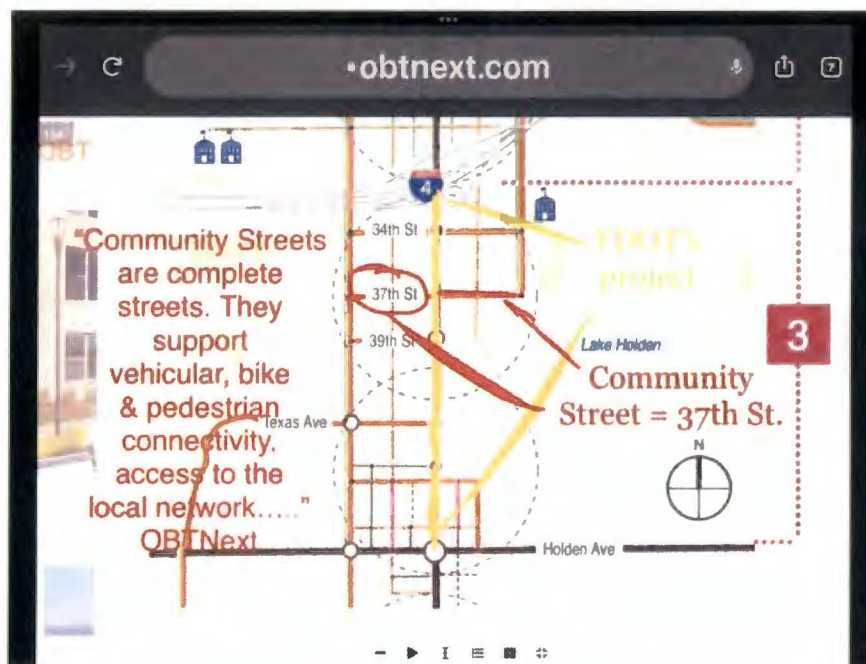 obtnext.com
?
TBC
4
34th St
37th St
39th St
"Community Streets
are complete
streets. They
support
vehicular, bike
& pedestrian
connectivity,
access to the
local network....."
OBTNext
FDOT's
project
Lake Holden
3
Community
Street = 37th St.
Texas Ave
N
Holden Ave